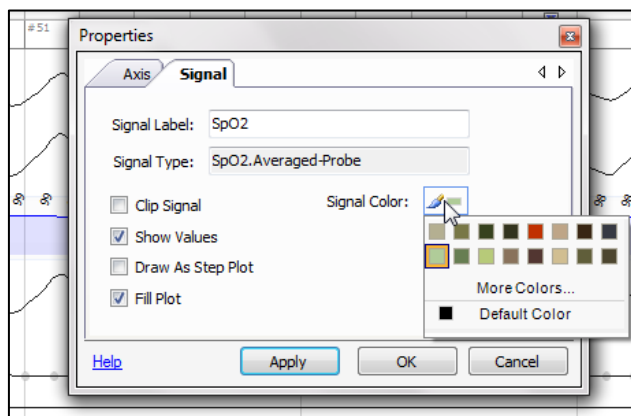 #51
Properties
Axis Signal
Signal Label: SpO2
Signal Type: SpO2.Averaged-Probe
Clip Signal Signal Color:
Show Values
Draw As Step Plot
Fill Plot
More Colors...
Default Color
Help Apply OK Cancel